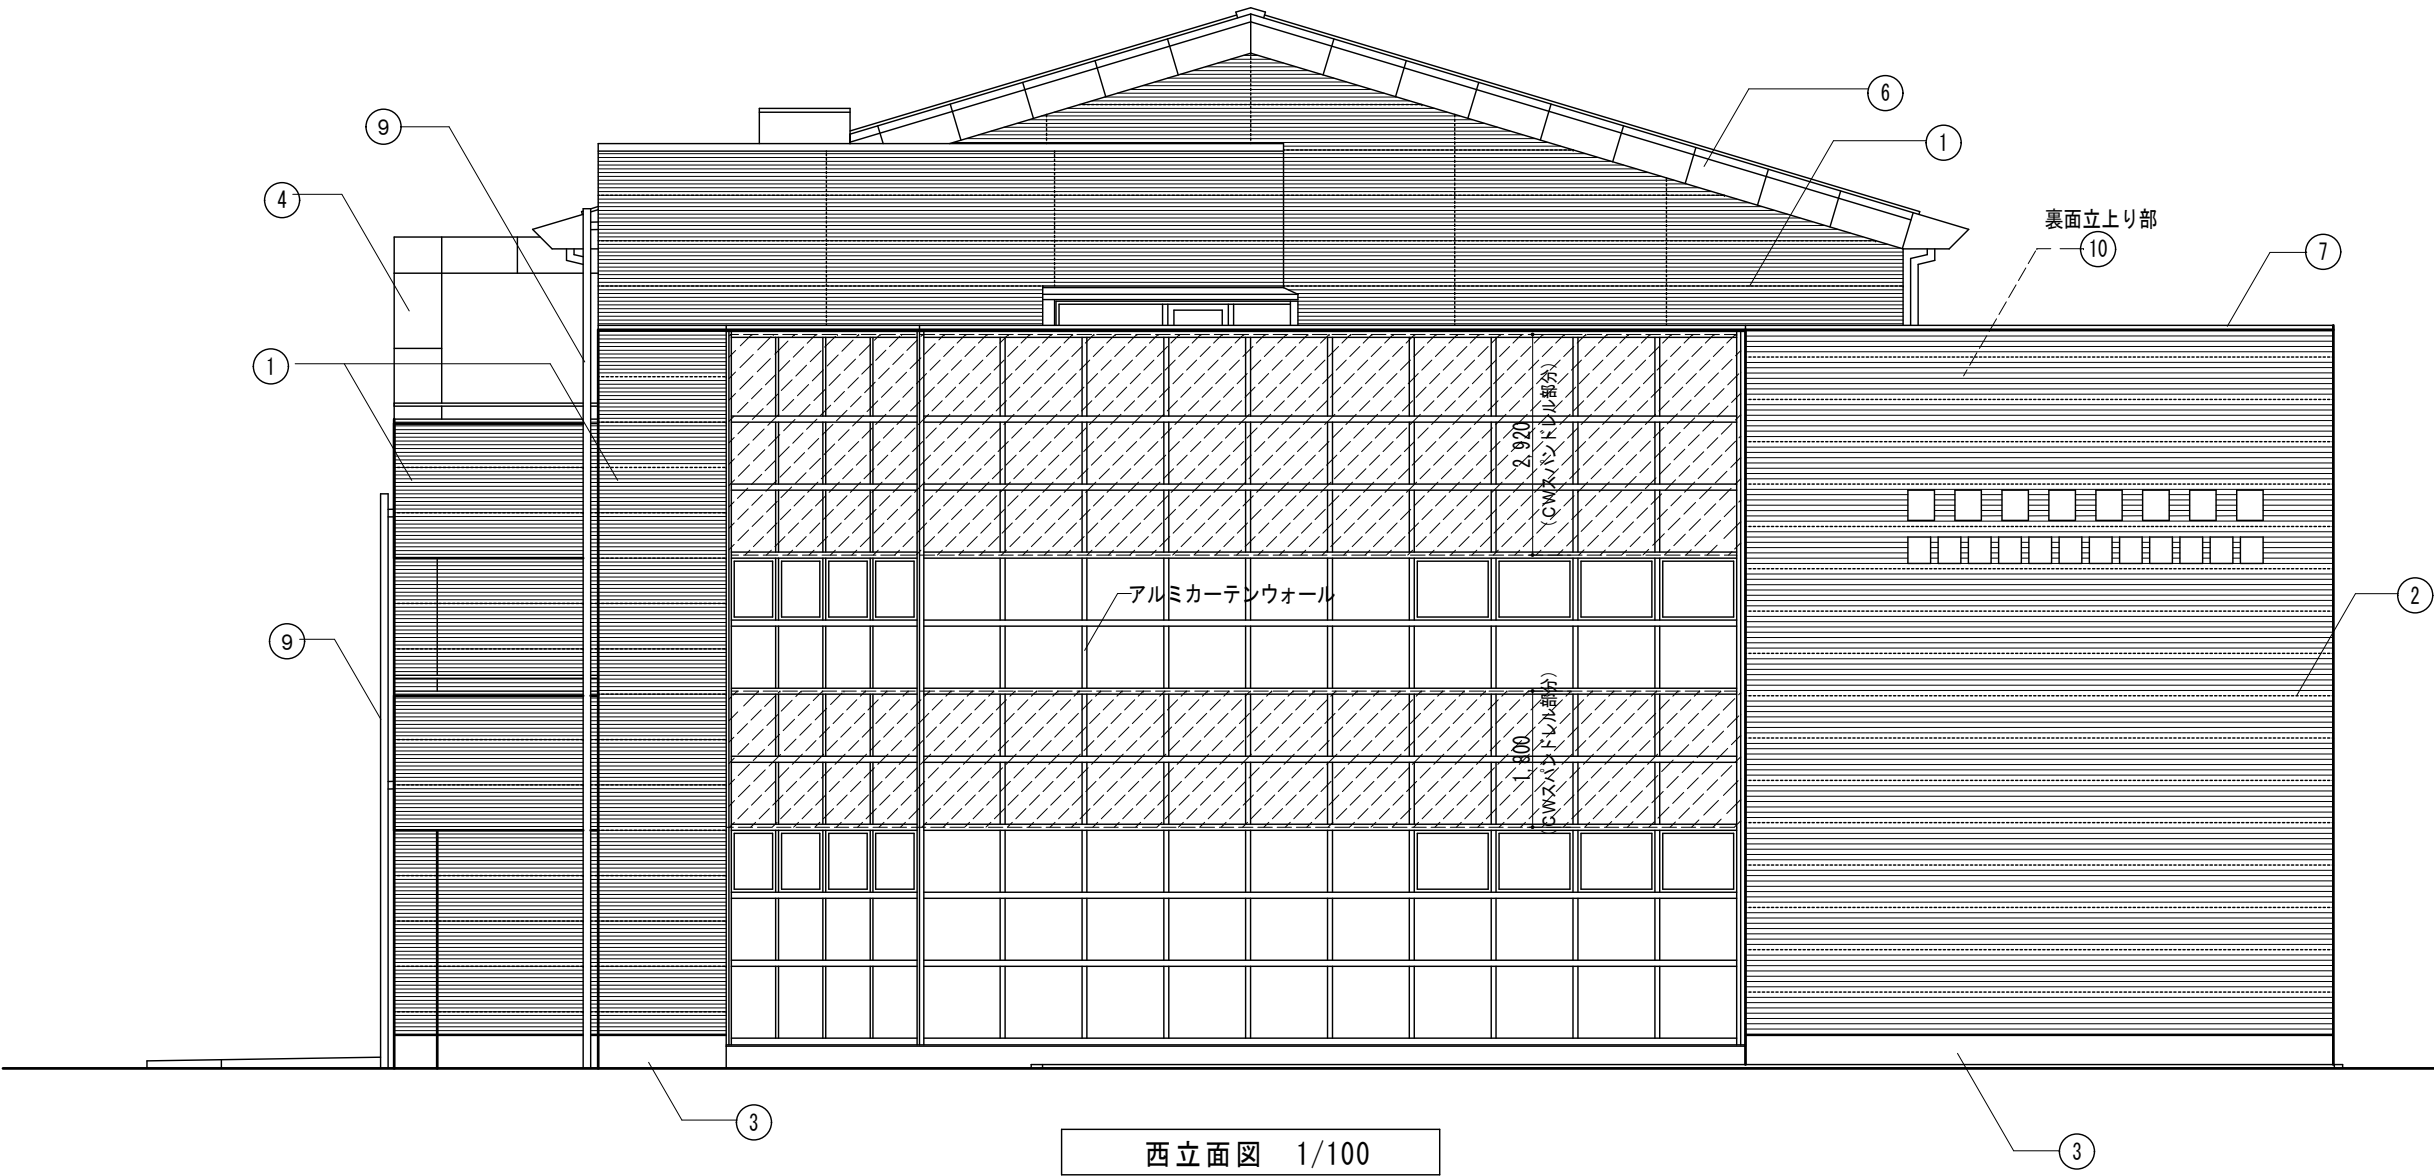 ⑥
⑨
①
④
裏面立上り部
⑩
⑦
①
2,920
(CWスパンドレル部分)
アルミカーテンウォール
②
⑨
1,800
(CWスパンドレル部分)
③
③
西立面図 1/100